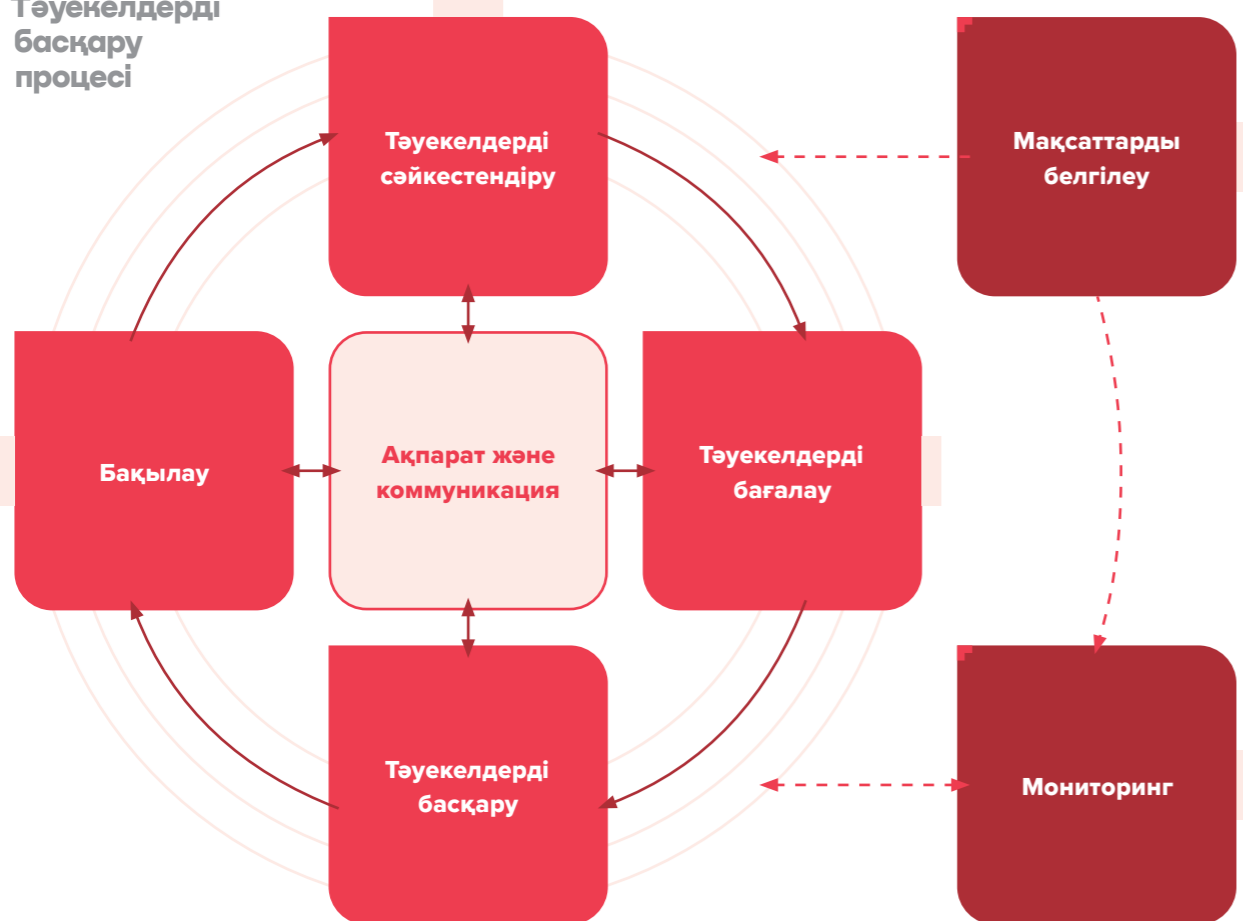 Тәуекелдерді
басқару
процесі
Тәуекелдерді
сәйкестендіру
Мақсаттарды
белгілеу
Бақылау
Ақпарат және
коммуникация
Тәуекелдерді
бағалау
Тәуекелдерді
басқару
Мониторинг